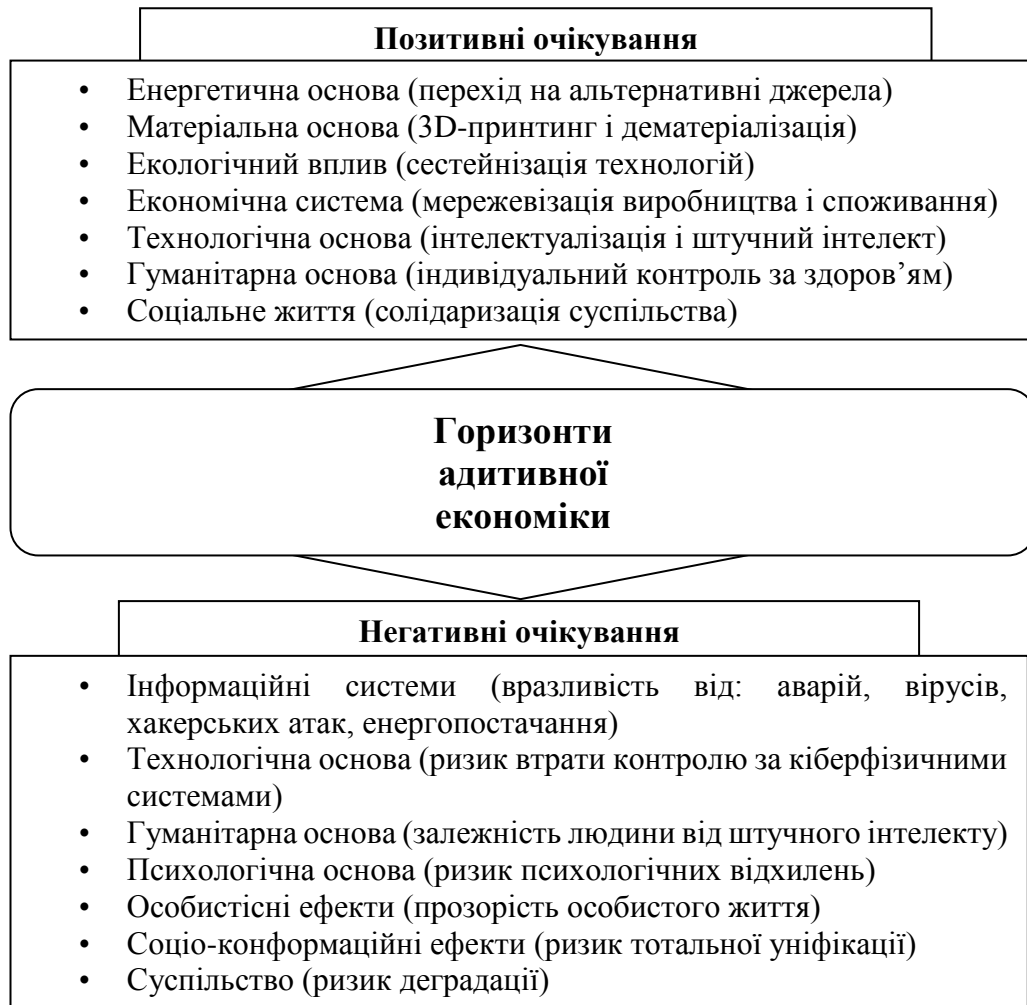 Позитивні очікування
• Енергетична основа (перехід на альтернативні джерела)
• Матеріальна основа (3D-принтинг і дематеріалізація)
• Екологічний вплив (сестейнізація технологій)
• Економічна система (мережевізація виробництва і споживання)
• Технологічна основа (інтелектуалізація і штучний інтелект)
• Гуманітарна основа (індивідуальний контроль за здоров’ям)
• Соціальне життя (солідаризація суспільства)
Горизонти
адитивної
економіки
Негативні очікування
• Інформаційні системи (вразливість від: аварій, вірусів,
хакерських атак, енергопостачання)
• Технологічна основа (ризик втрати контролю за кіберфізичними
системами)
• Гуманітарна основа (залежність людини від штучного інтелекту)
• Психологічна основа (ризик психологічних відхилень)
• Особистісні ефекти (прозорість особистого життя)
• Соціо-конформаційні ефекти (ризик тотальної уніфікації)
• Суспільство (ризик деградації)